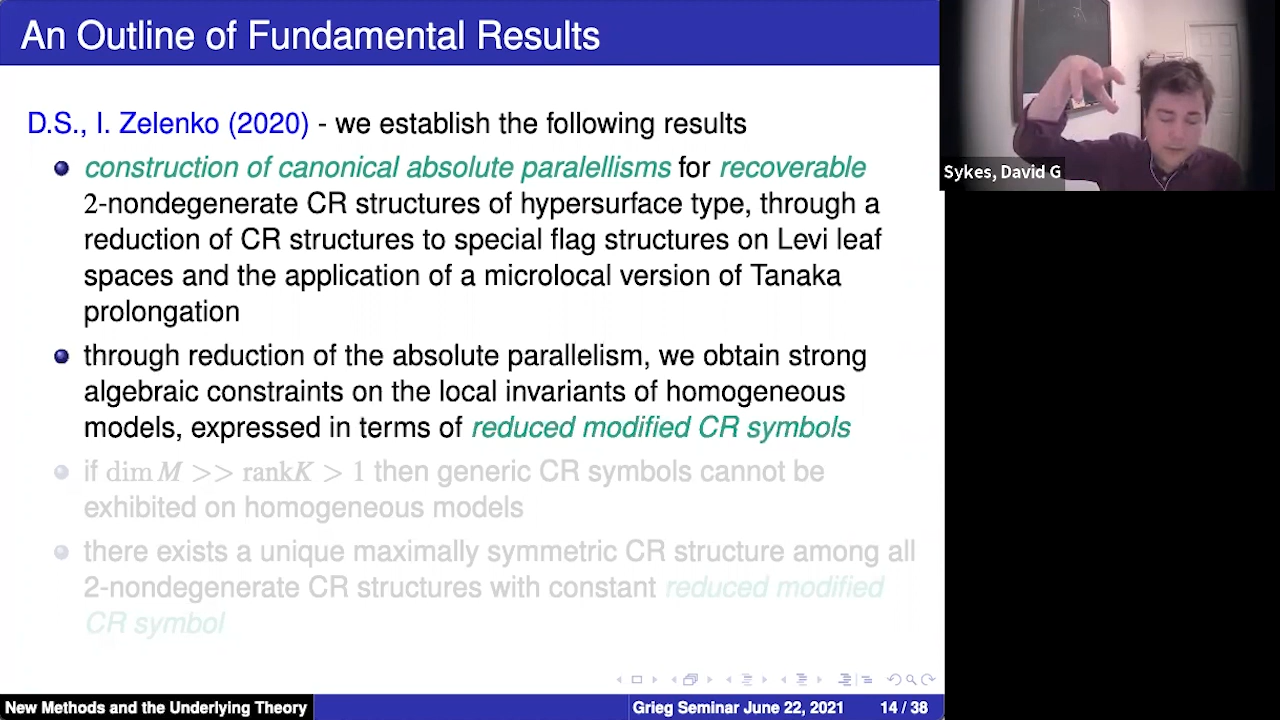 An Outline of Fundamental Results
D.S., I. Zelenko (2020) - we establish the following results
construction of canonical absolute paralellisms for recoverable
2-nondegenerate CR structures of hypersurface type, through a
reduction of CR structures to special flag structures on Levi leaf
spaces and the application of a microlocal version of Tanaka
prolongation
through reduction of the absolute parallelism, we obtain strong
algebraic constraints on the local invariants of homogeneous
models, expressed in terms of reduced modified CR symbols
if dim M >> rankK > 1 then generic CR symbols cannot be
exhibited on homogeneous models
there exists a unique maximally symmetric CR structure among all
2-nondegenerate CR structures with constant reduced modified
CR symbol
New Methods and the Underlying Theory
Grieg Seminar June 22, 2021
14 / 38
Sykes, David G